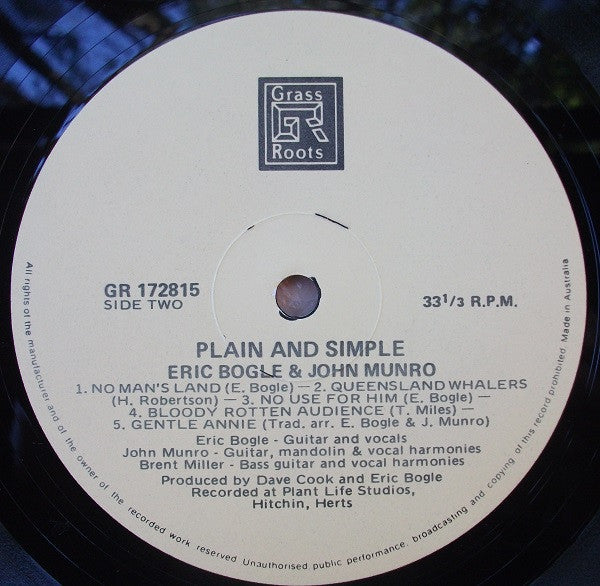 Grass
GR
Roots
GR 172815
SIDE TWO
33 1/3 R.P.M.
PLAIN AND SIMPLE
ERIC BOGLE & JOHN MUNRO
1. NO MAN'S LAND (E. Bogle) — 2. QUEENSLAND WHALERS
(H. Robertson) — 3. NO USE FOR HIM (E. Bogle) —
4. BLOODY ROTTEN AUDIENCE (T. Miles) —
5. GENTLE ANNIE (Trad. arr. E. Bogle & J. Munro)
Eric Bogle - Guitar and vocals
John Munro - Guitar, mandolin & vocal harmonies
Brent Miller - Bass guitar and vocal harmonies
Produced by Dave Cook and Eric Bogle
Recorded at Plant Life Studios,
Hitchin, Herts
All rights of the manufacturer and of the owner of the recorded work reserved. Unauthorised public performance, broadcasting and copying of this record prohibited. Made in Australia